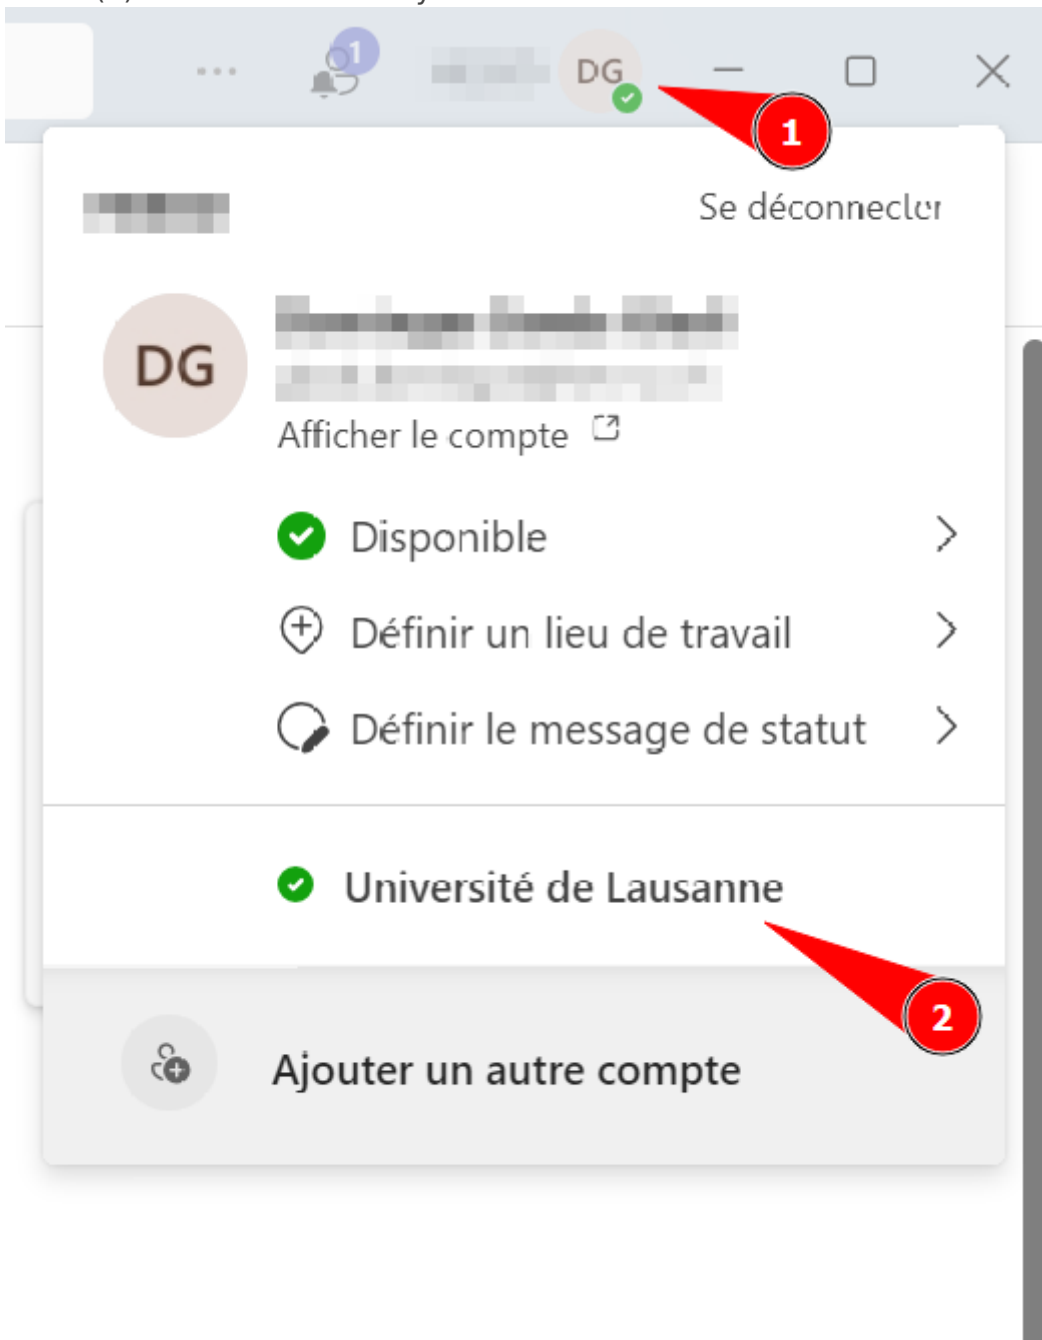 1
DG
1
Se déconnecter
DG
Afficher le compte
Disponible
Définir un lieu de travail
Définir le message de statut
Université de Lausanne
2
Ajouter un autre compte